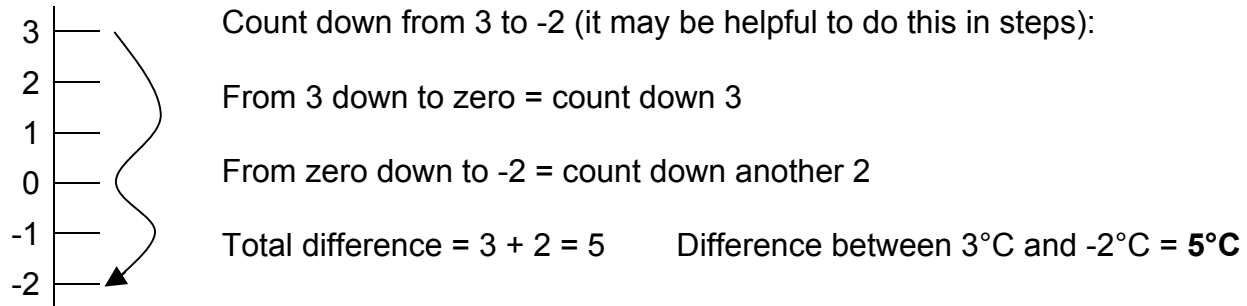 Count down from 3 to -2 (it may be helpful to do this in steps):
3
2
From 3 down to zero = count down 3
1
From zero down to -2 = count down another 2
0
-1
Total difference = 3 + 2 = 5 Difference between 3°C and -2°C = 5°C
-2